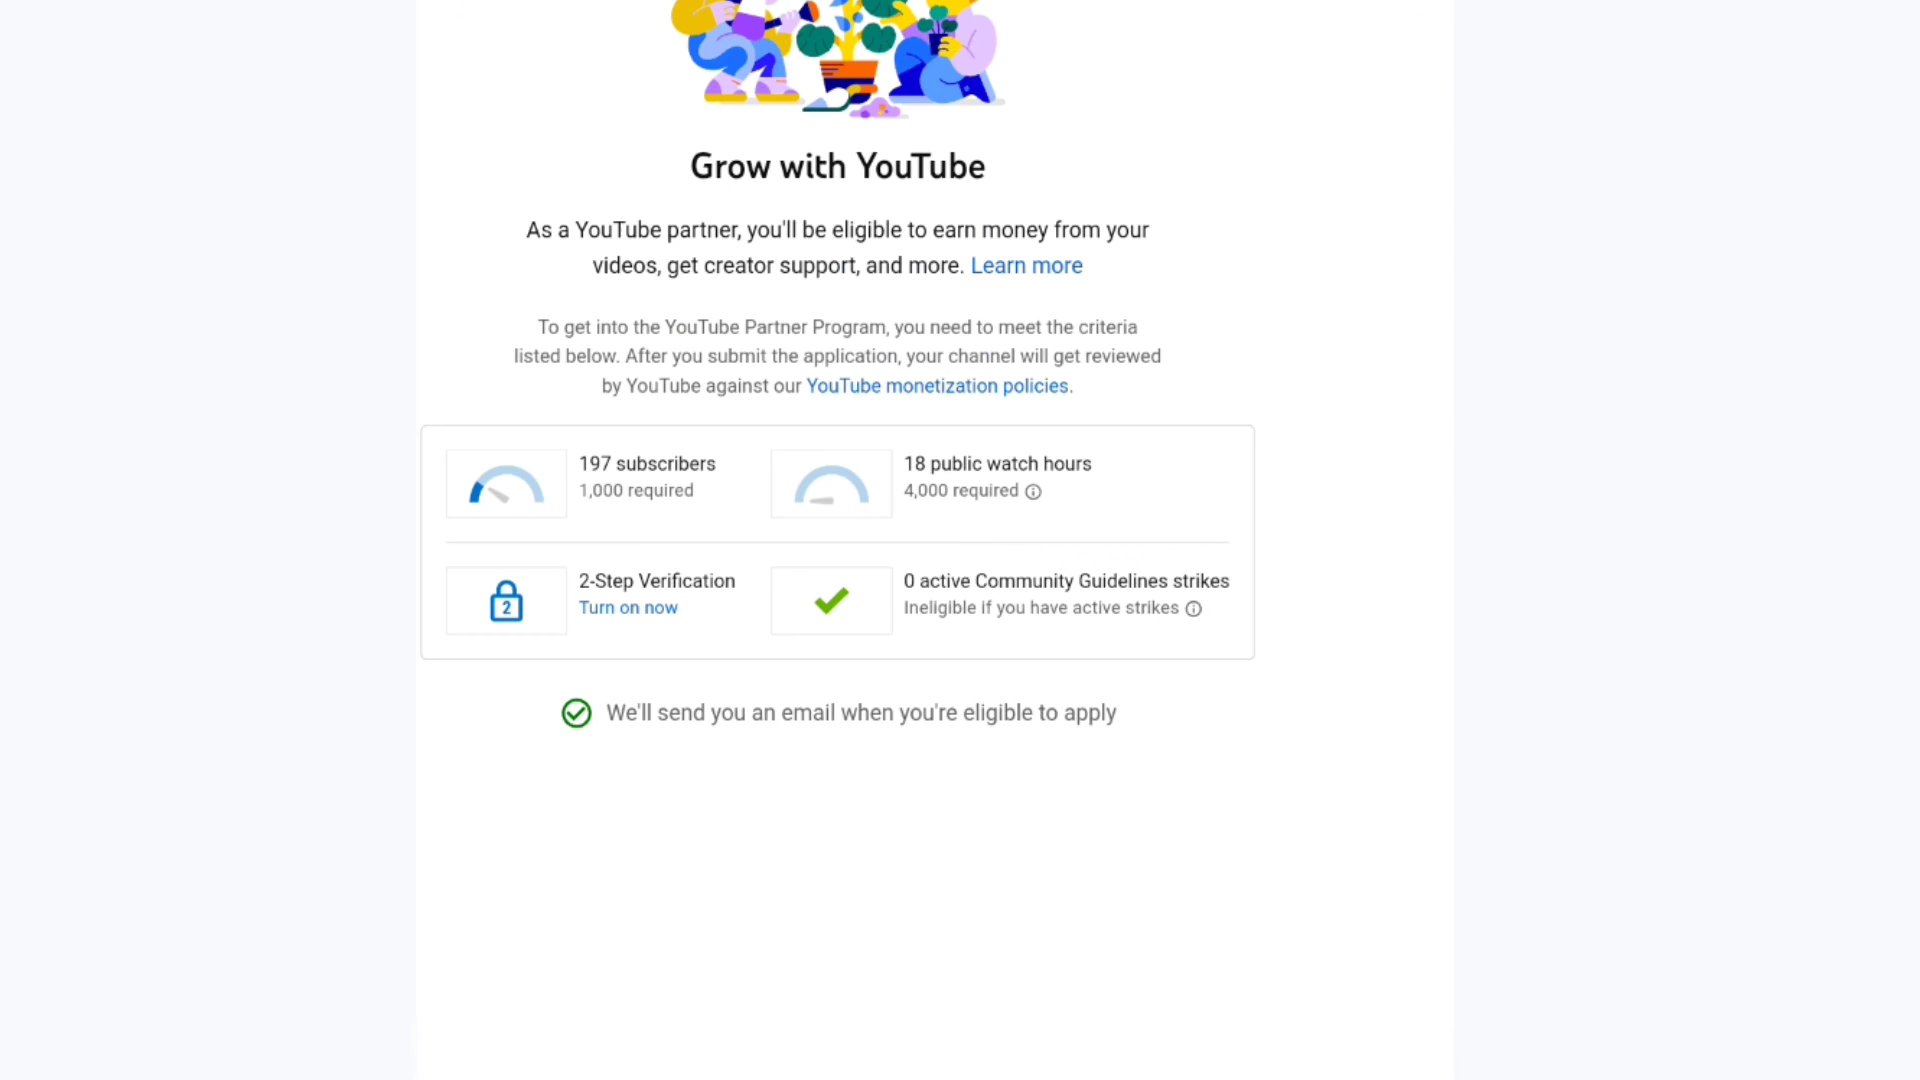 Grow with YouTube
As a YouTube partner, you'll be eligible to earn money from your
videos, get creator support, and more. Learn more
To get into the YouTube Partner Program, you need to meet the criteria
listed below. After you submit the application, your channel will get reviewed
by YouTube against our YouTube monetization policies.
197 subscribers
1,000 required
18 public watch hours
4,000 required
2
2-Step Verification
Turn on now
0 active Community Guidelines strikes
Ineligible if you have active strikes
We'll send you an email when you're eligible to apply